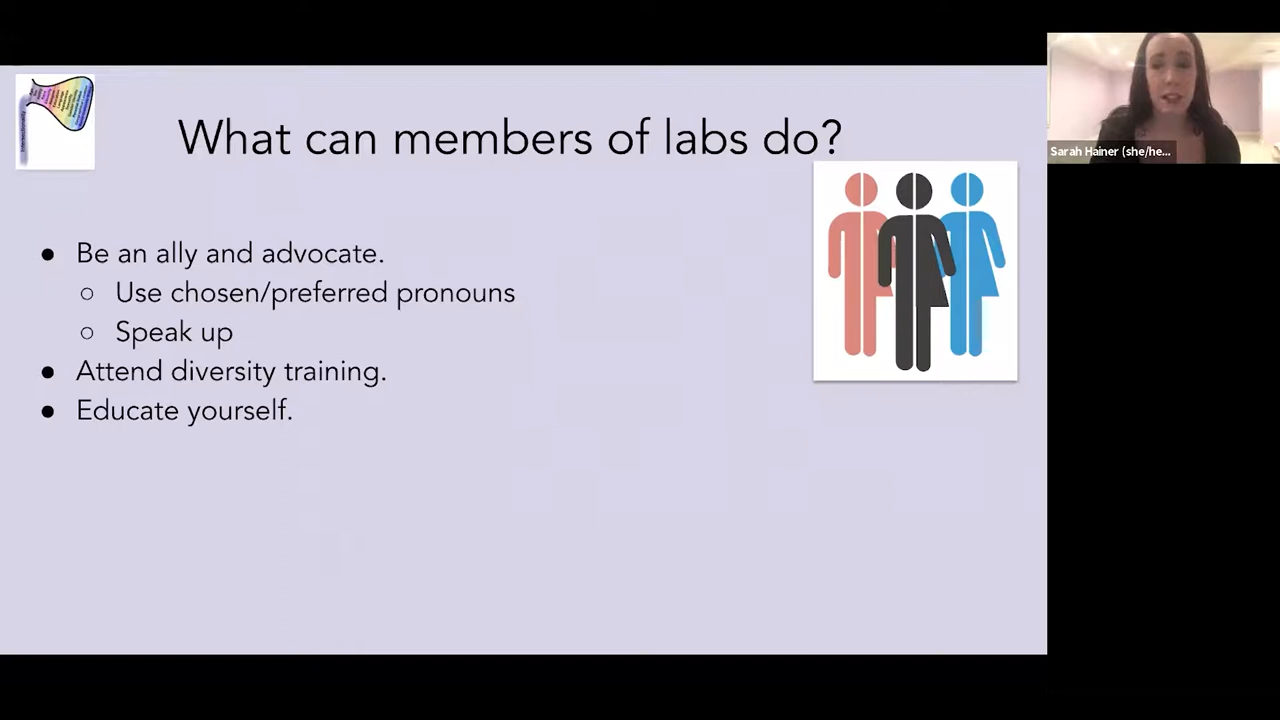 What can members of labs do?
Sarah Hainer (she/he...
● Be an ally and advocate.
○ Use chosen/preferred pronouns
○ Speak up
● Attend diversity training.
● Educate yourself.
Intersectionality